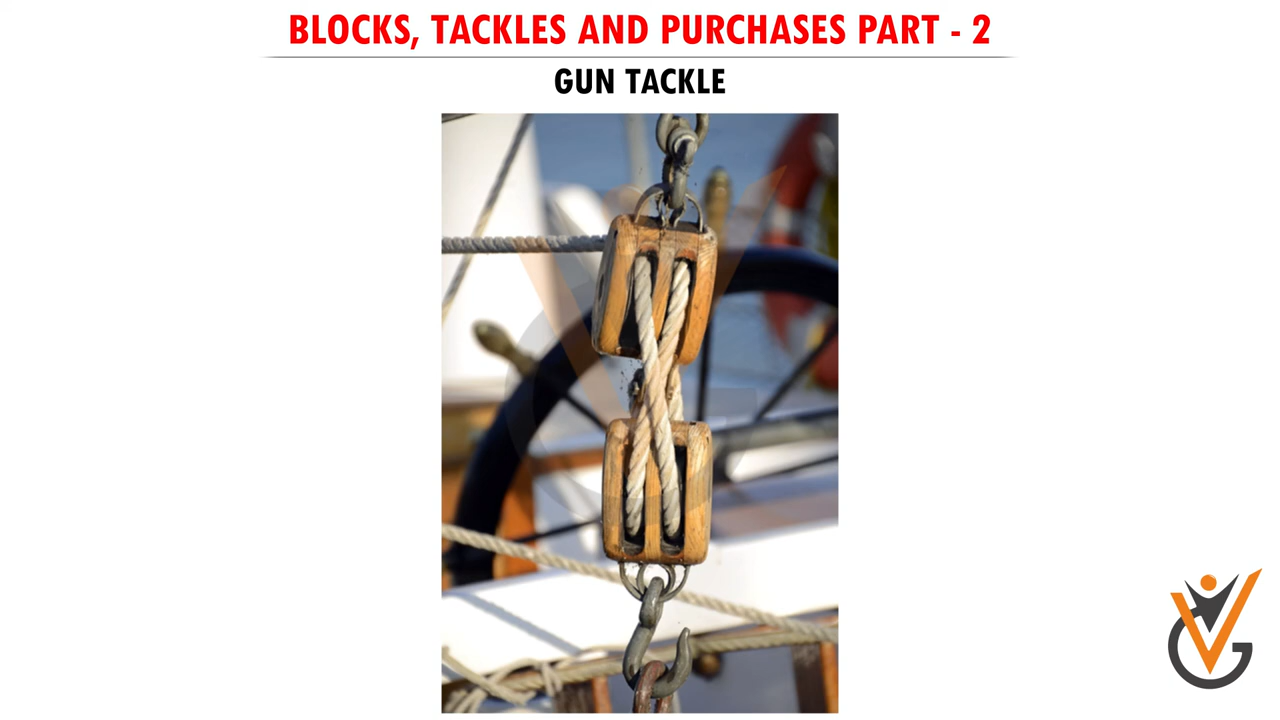 BLOCKS, TACKLES AND PURCHASES PART - 2
GUN TACKLE